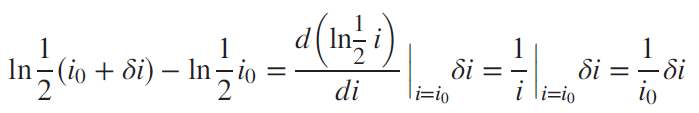 ln 1/2 (i₀ + δi) − ln 1/2 i₀ = d(ln 1/2 i)/di |ᵢ₌ᵢ₀ δi = 1/i |ᵢ₌ᵢ₀ δi = 1/i₀ δi